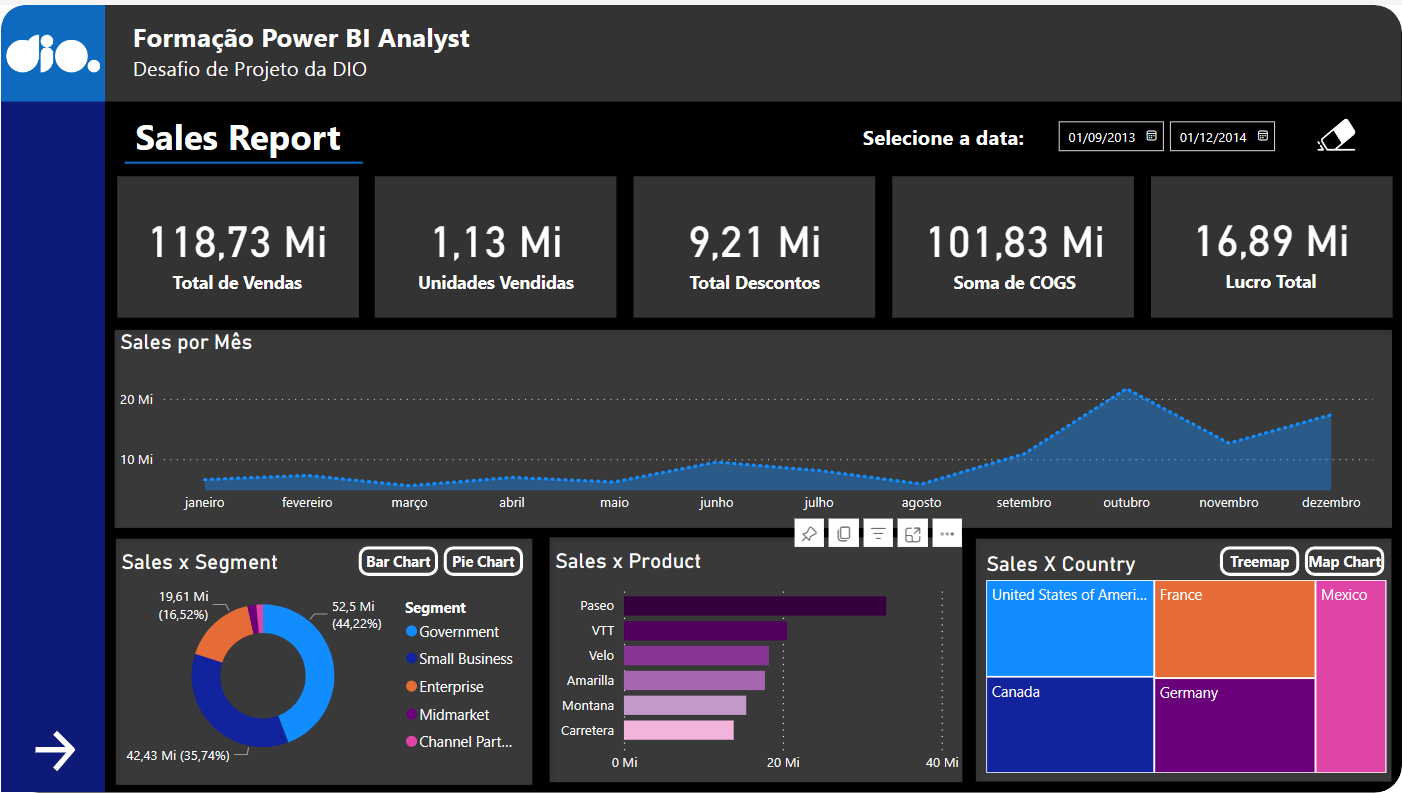 dio.
Formação Power BI Analyst
Desafio de Projeto da DIO
Sales Report
Selecione a data:
01/09/2013
01/12/2014
118,73 Mi
Total de Vendas
1,13 Mi
Unidades Vendidas
9,21 Mi
Total Descontos
101,83 Mi
Soma de COGS
16,89 Mi
Lucro Total
Sales por Mês
20 Mi
10 Mi
janeiro
fevereiro
março
abril
maio
junho
julho
agosto
setembro
outubro
novembro
dezembro
Sales x Segment
Bar Chart
Pie Chart
19,61 Mi
(16,52%)
52,5 Mi
(44,22%)
42,43 Mi (35,74%)
Segment
Government
Small Business
Enterprise
Midmarket
Channel Part...
Sales x Product
Paseo
VTT
Velo
Amarilla
Montana
Carretera
0 Mi
20 Mi
40 Mi
Sales X Country
Treemap
Map Chart
United States of Ameri...
France
Mexico
Canada
Germany